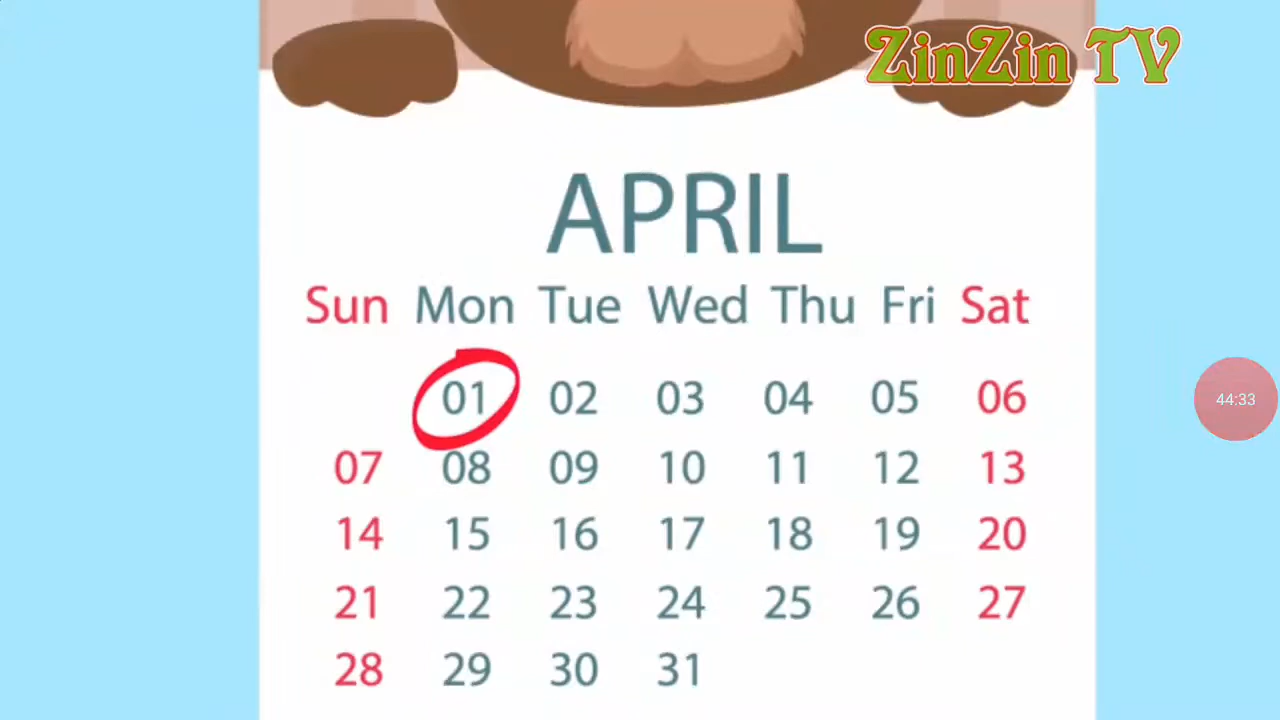 ZinZin TV
APRIL
Sun Mon Tue Wed Thu Fri Sat
01 02 03 04 05 06
44:33
07 08 09 10 11 12 13
14 15 16 17 18 19 20
21 22 23 24 25 26 27
28 29 30 31